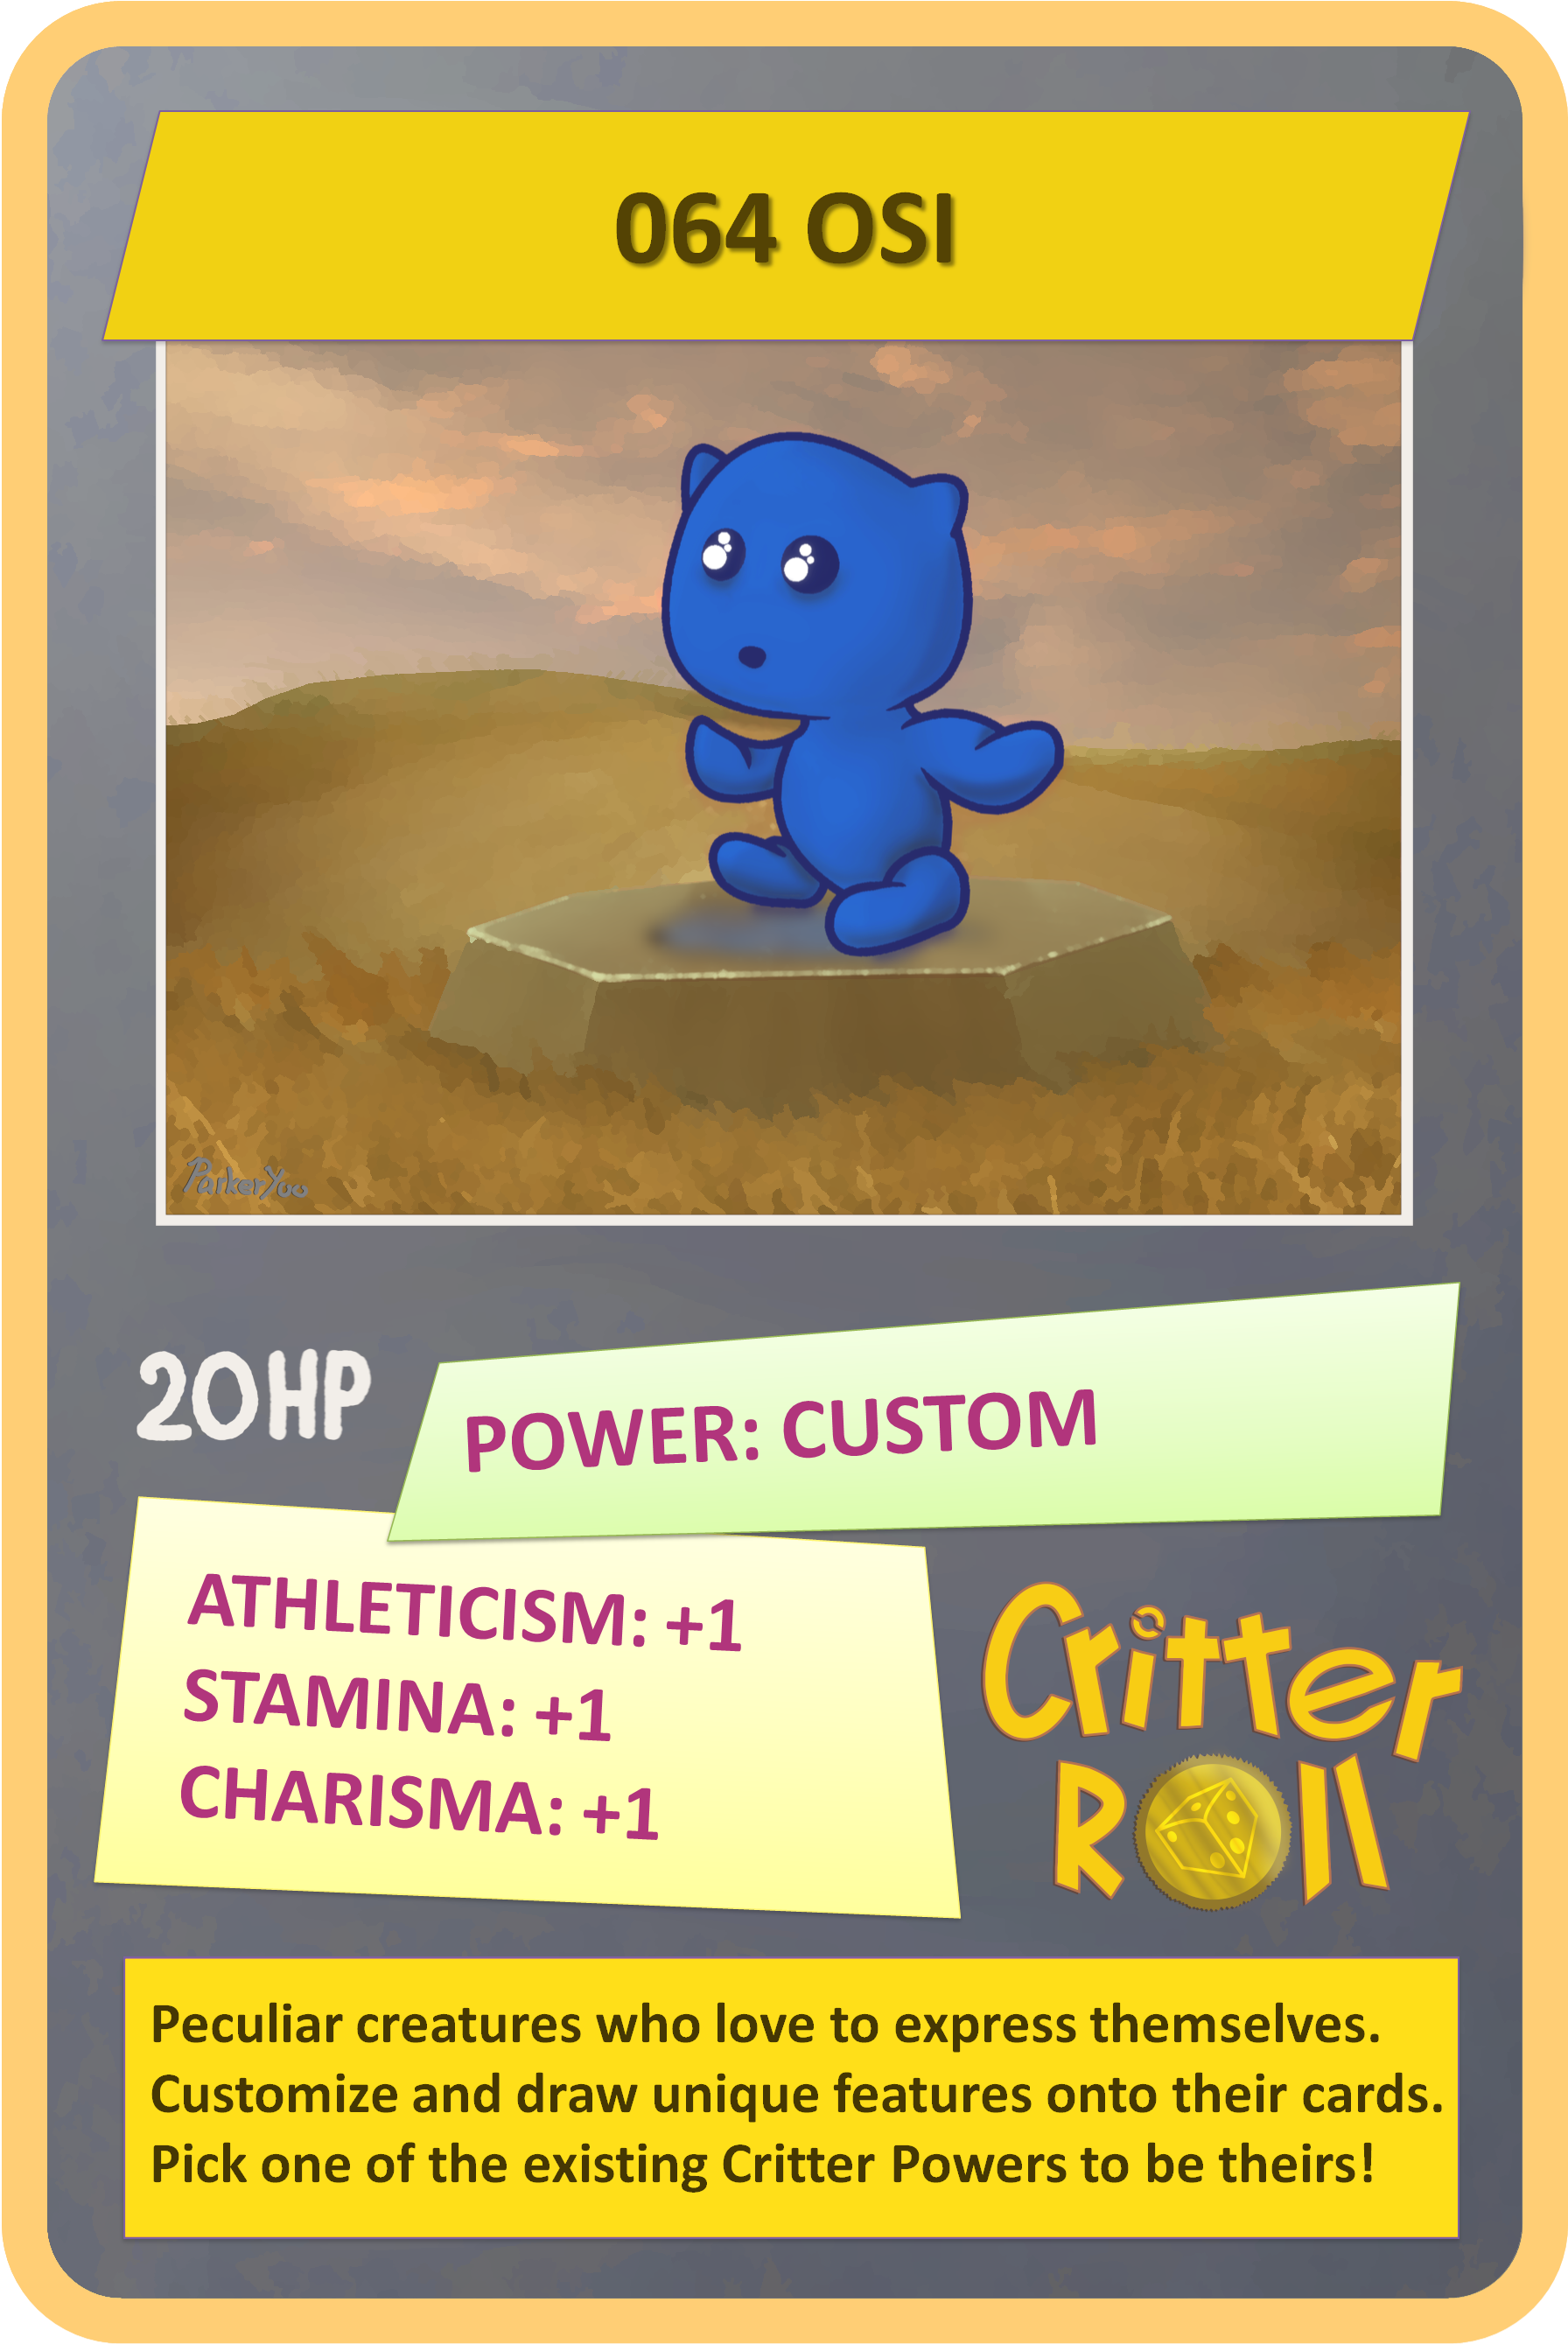 064 OSI
ParkerYoo
20HP
POWER: CUSTOM
ATHLETICISM: +1
STAMINA: +1
CHARISMA: +1
Critter
Roll
Peculiar creatures who love to express themselves.
Customize and draw unique features onto their cards.
Pick one of the existing Critter Powers to be theirs!